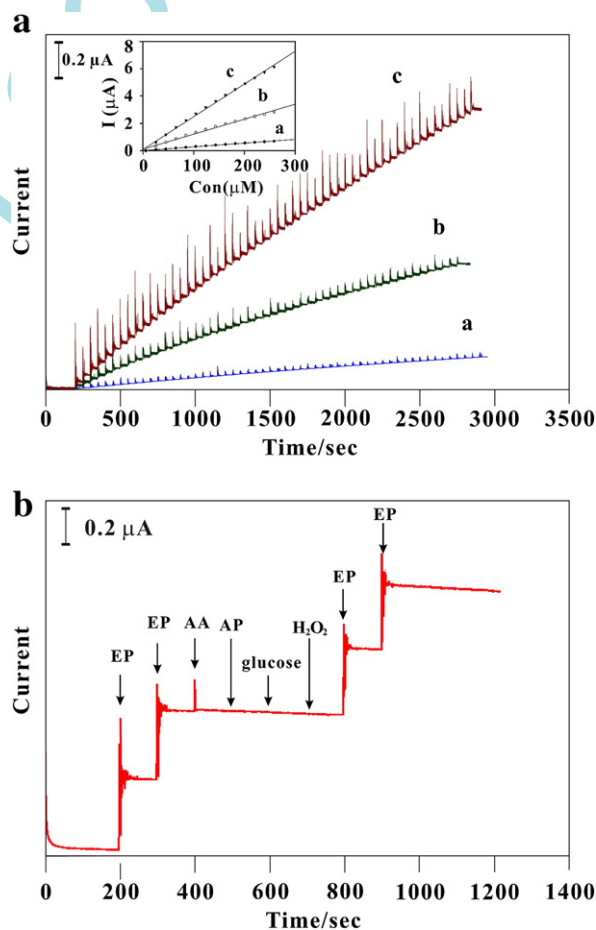 a
0.2 μA
I (μA)
8
6
4
2
0
c
b
a
0 100 200 300
Con(μM)
c
b
a
Current
0 500 1000 1500 2000 2500 3000 3500
Time/sec
b
0.2 μA
EP
EP
AA
AP
glucose
H₂O₂
EP
EP
Current
0 200 400 600 800 1000 1200 1400
Time/sec